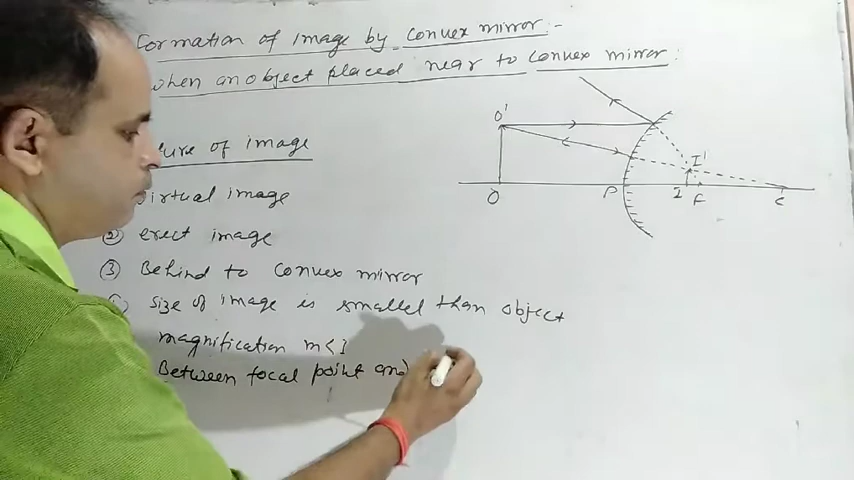 Formation of image by convex mirror:-
when an object placed near to convex mirror:
of image
virtual image
② erect image
③ Behind to convex mirror
size of image is smaller than object
magnification m<1
Between focal point and
O'
O
P
I'
I
F
C